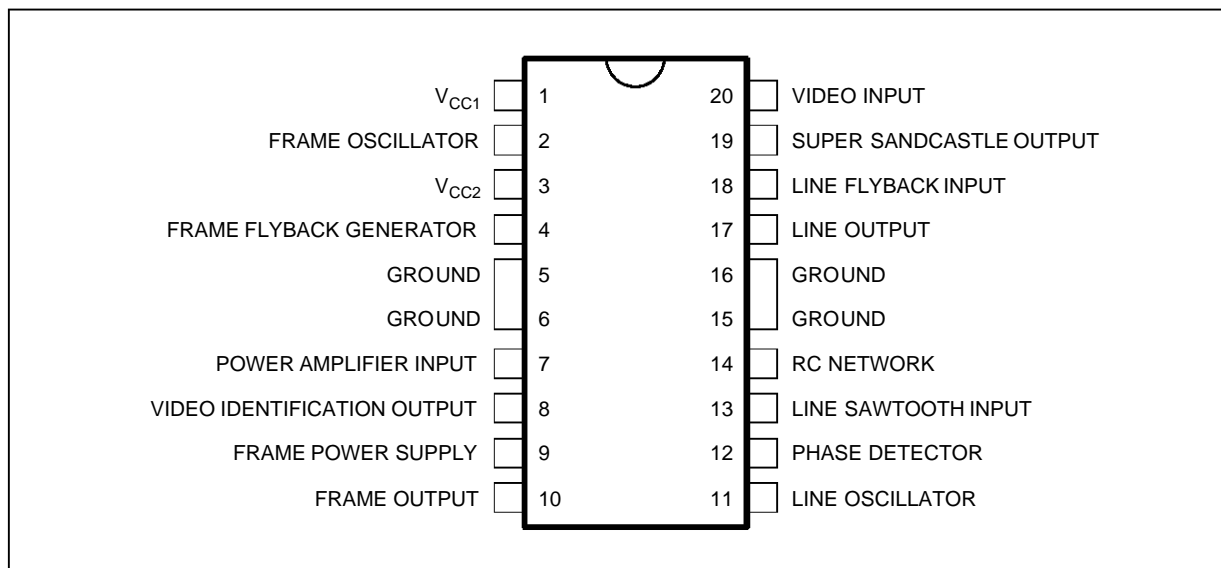 V_CC1 1 20 VIDEO INPUT
FRAME OSCILLATOR 2 19 SUPER SANDCASTLE OUTPUT
V_CC2 3 18 LINE FLYBACK INPUT
FRAME FLYBACK GENERATOR 4 17 LINE OUTPUT
GROUND 5 16 GROUND
GROUND 6 15 GROUND
POWER AMPLIFIER INPUT 7 14 RC NETWORK
VIDEO IDENTIFICATION OUTPUT 8 13 LINE SAWTOOTH INPUT
FRAME POWER SUPPLY 9 12 PHASE DETECTOR
FRAME OUTPUT 10 11 LINE OSCILLATOR